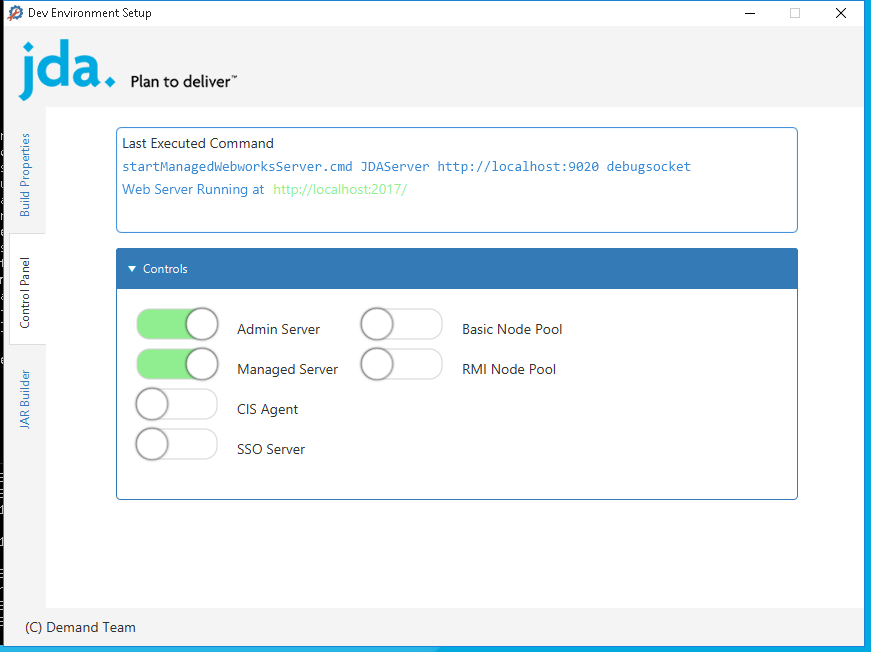 Dev Environment Setup
jda.
Plan to deliver™
Build Properties
Control Panel
JAR Builder
Last Executed Command
startManagedWebworksServer.cmd JDAServer http://localhost:9020 debugsocket
Web Server Running at http://localhost:2017/
Controls
Admin Server
Basic Node Pool
Managed Server
RMI Node Pool
CIS Agent
SSO Server
(C) Demand Team